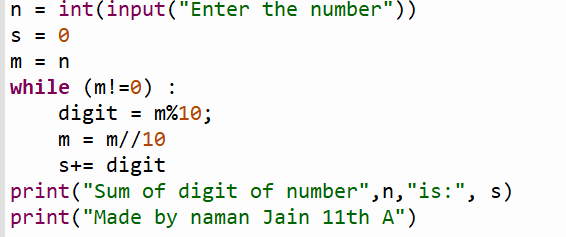 n = int(input("Enter the number"))
s = 0
m = n
while (m!=0) :
    digit = m%10;
    m = m//10
    s+= digit
print("Sum of digit of number",n,"is:", s)
print("Made by naman Jain 11th A")